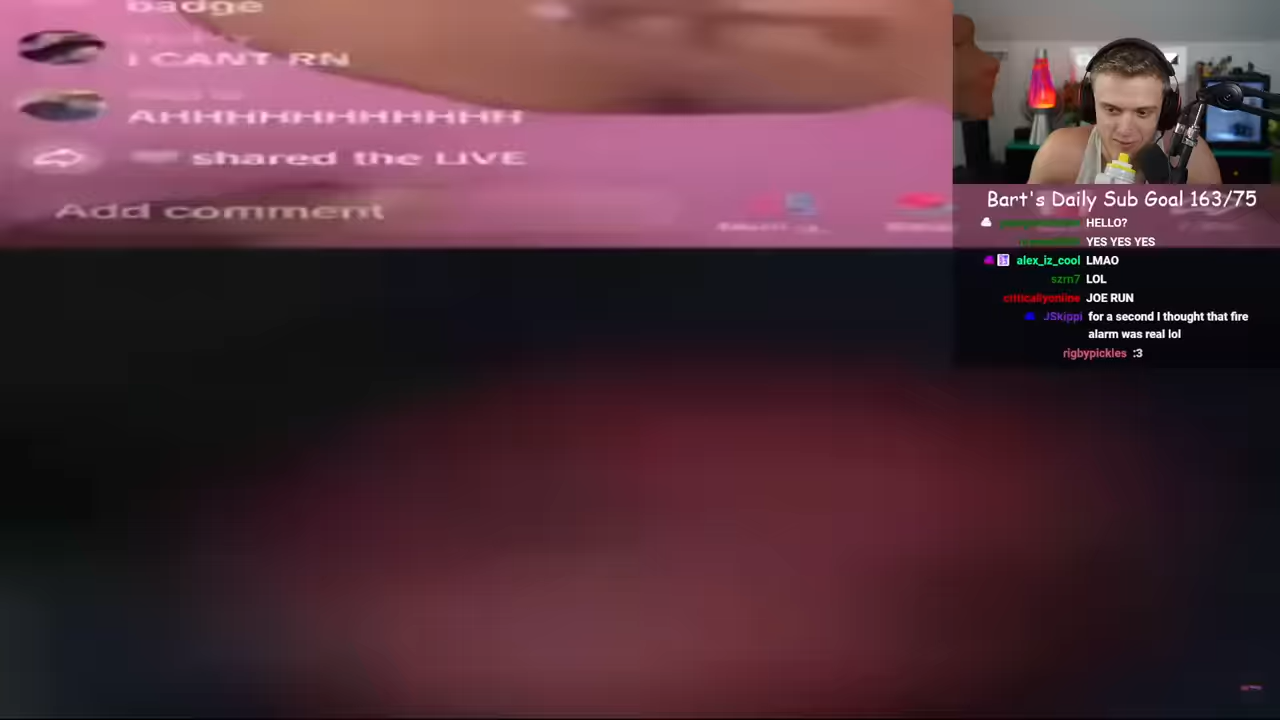 badge
I CANT RN
AHHHHHHHHHHHH
shared the LIVE
Add comment
Bart's Daily Sub Goal 163/75
HELLO?
YES YES YES
alex_iz_cool LMAO
szrn7 LOL
criticallyonline JOE RUN
JSkippi for a second I thought that fire
alarm was real lol
rigbypickles :3